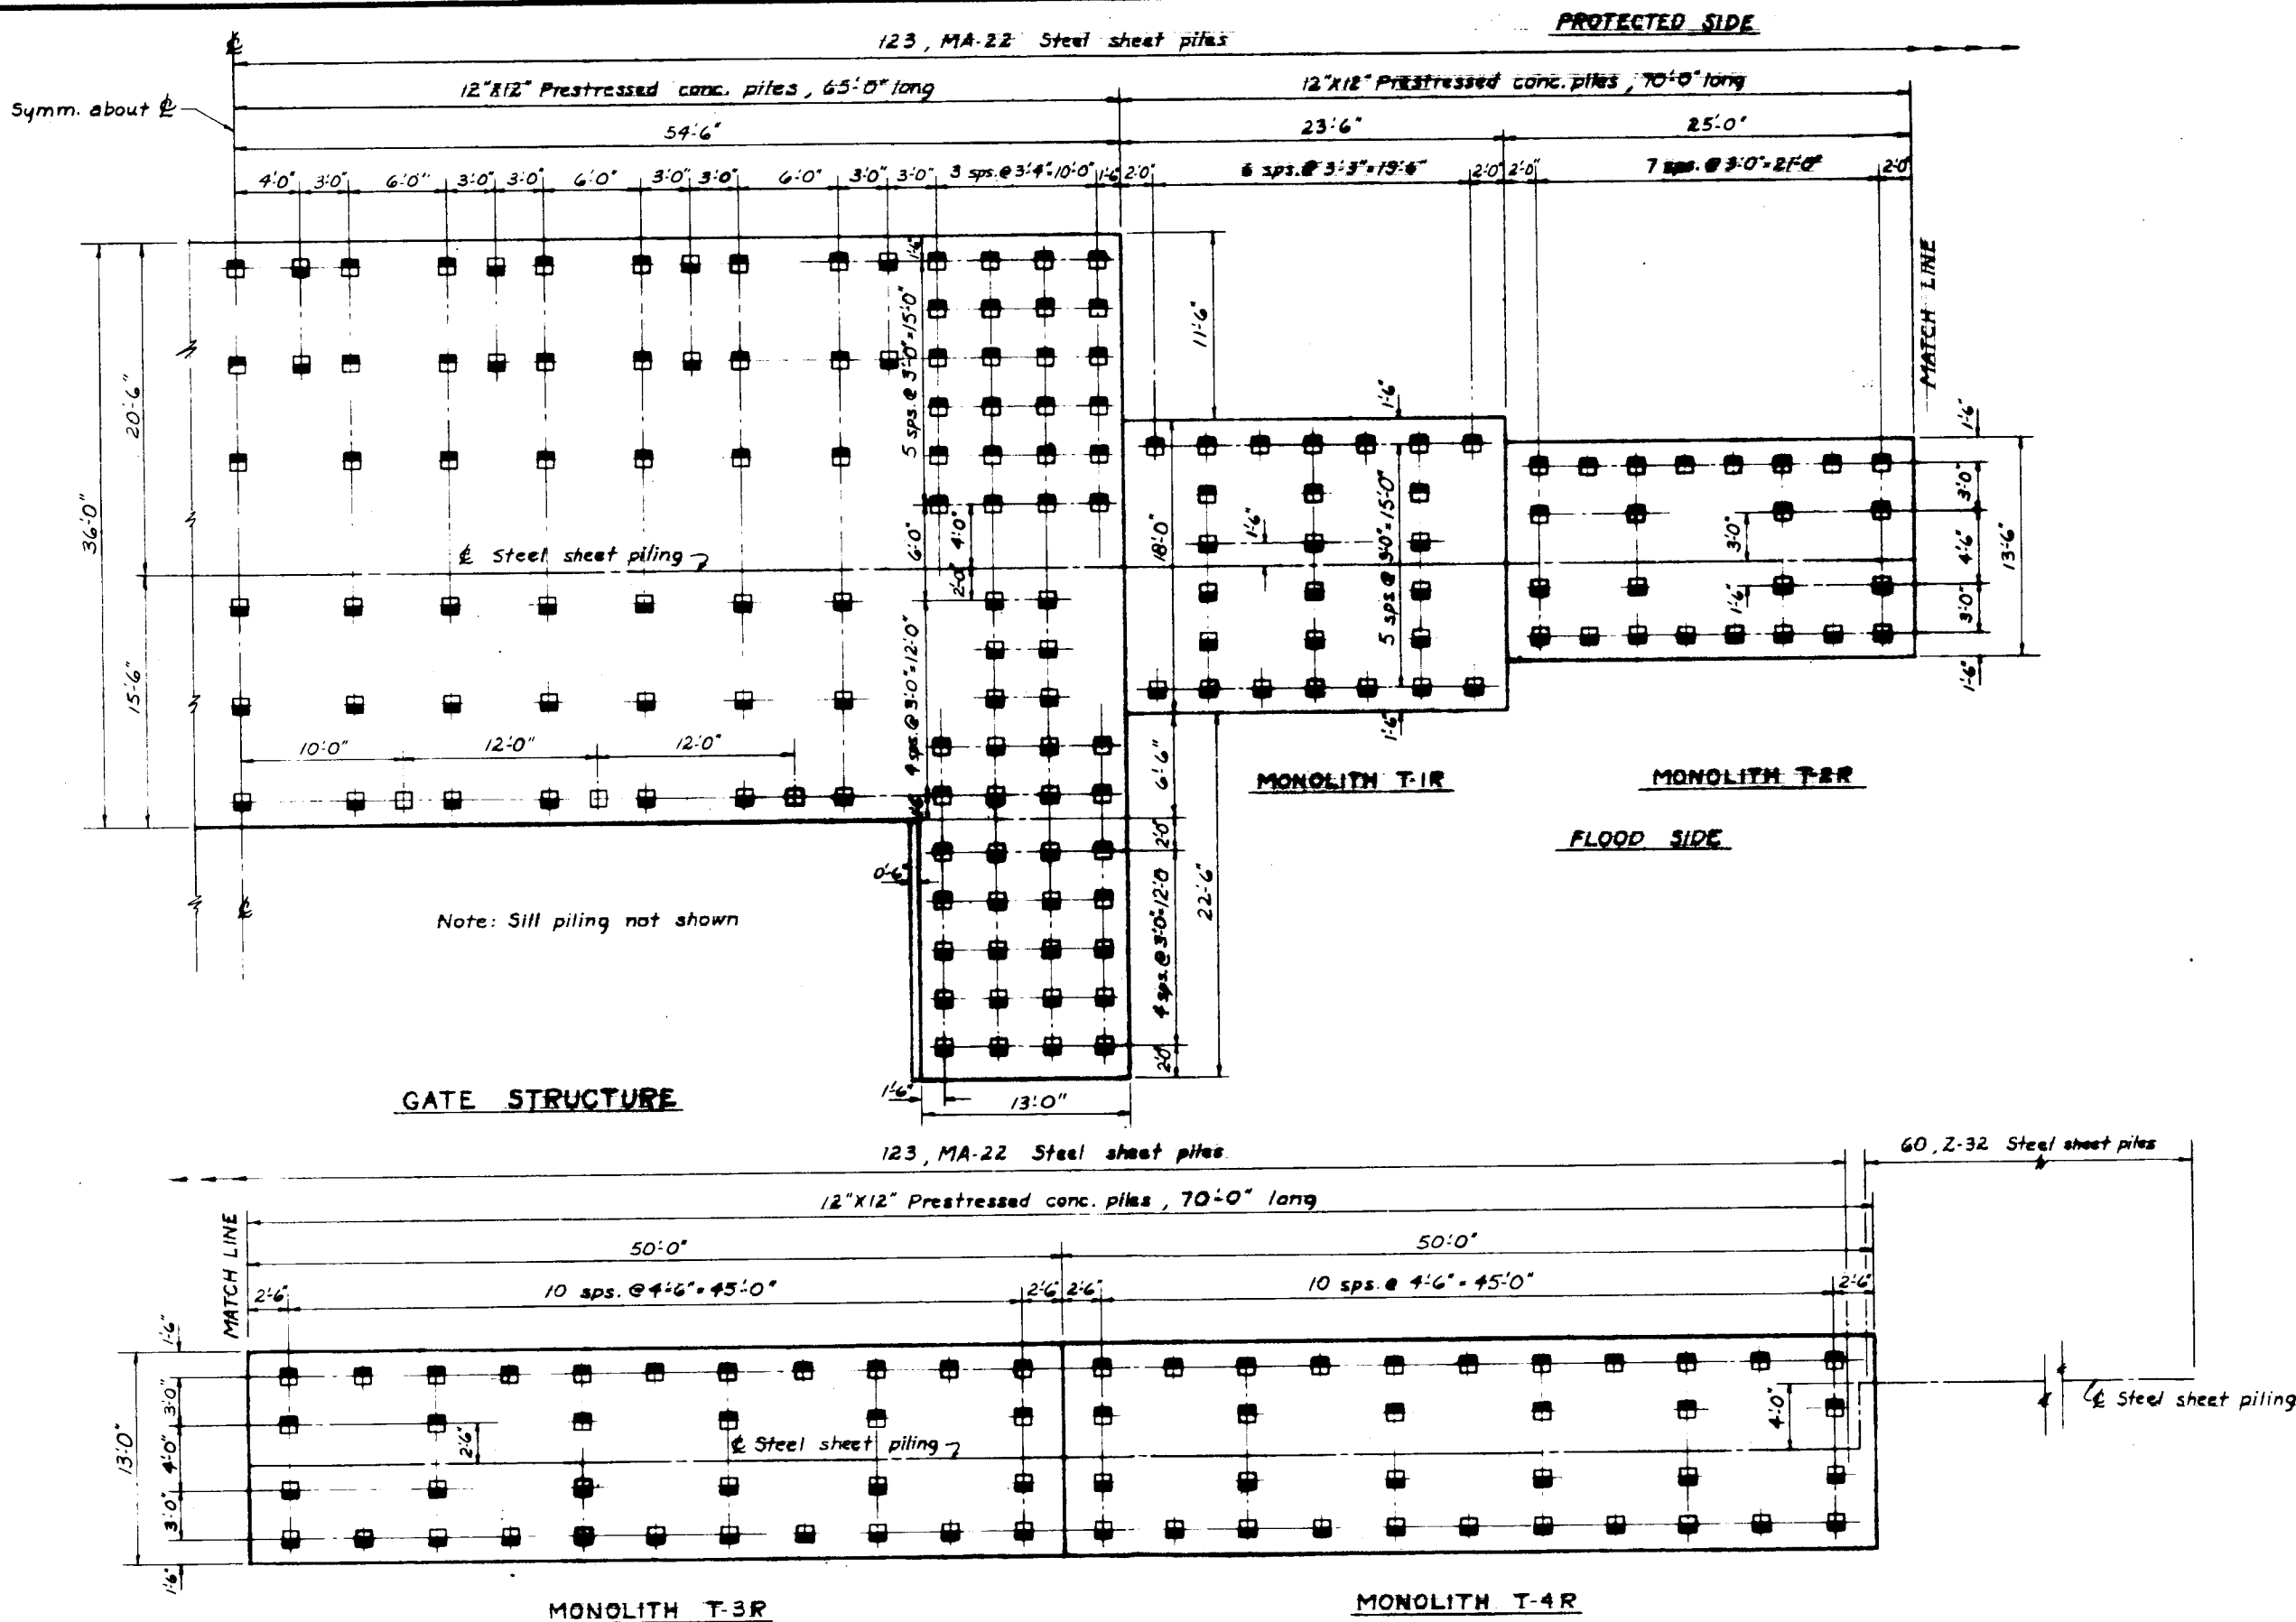 PROTECTED SIDE
℄
123, MA-22 Steel sheet piles
12"X12" Prestressed conc. piles, 65'-0" long
12"X12" Prestressed conc. piles, 70'-0" long
Symm. about ℄
54'-6"
23'-6"
25'-0"
4'-0" 3'-0" 6'-0" 3'-0" 3'-0" 6'-0" 3'-0" 3'-0" 6'-0" 3'-0" 3'-0" 3 sps. @ 3'-4"=10'-0" 1'-6" 2'-0" 6 sps. @ 3'-3"=19'-6" 2'-0" 2'-0" 7 sps. @ 3'-0"=21'-0" 2'-0"
MATCH LINE
36'-0"
20'-6"
15'-6"
1'-6"
5 sps. @ 3'-0"=15'-0"
11'-6"
1'-6"
1'-6"
18'-0"
1'-6"
5 sps @ 3'-0"=15'-0"
3'-0"
1'-6"
3'-0"
4'-6"
3'-0"
13'-6"
1'-6"
℄ Steel sheet piling
6'-0"
4'-0"
2'-0"
4 sps. @ 3'-0"=12'-0"
1'-6"
10'-0" 12'-0" 12'-0"
6'-6"
2'-0"
4 sps. @ 3'-0"=12'-0
2'-0"
22'-6"
MONOLITH T-1R
MONOLITH T-2R
FLOOD SIDE
0'-6"
℄
Note: Sill piling not shown
1'-6"
13'-0"
GATE STRUCTURE
123, MA-22 Steel sheet piles
60, Z-32 Steel sheet piles
12"X12" Prestressed conc. piles, 70'-0" long
MATCH LINE
50'-0"
50'-0"
2'-6" 10 sps. @ 4'-6" = 45'-0" 2'-6" 2'-6" 10 sps. @ 4'-6" = 45'-0" 2'-6"
1'-6"
3'-0"
4'-0"
3'-0"
1'-6"
13'-0"
2'-6"
℄ Steel sheet piling
4'-0"
℄ Steel sheet piling
MONOLITH T-3R
MONOLITH T-4R